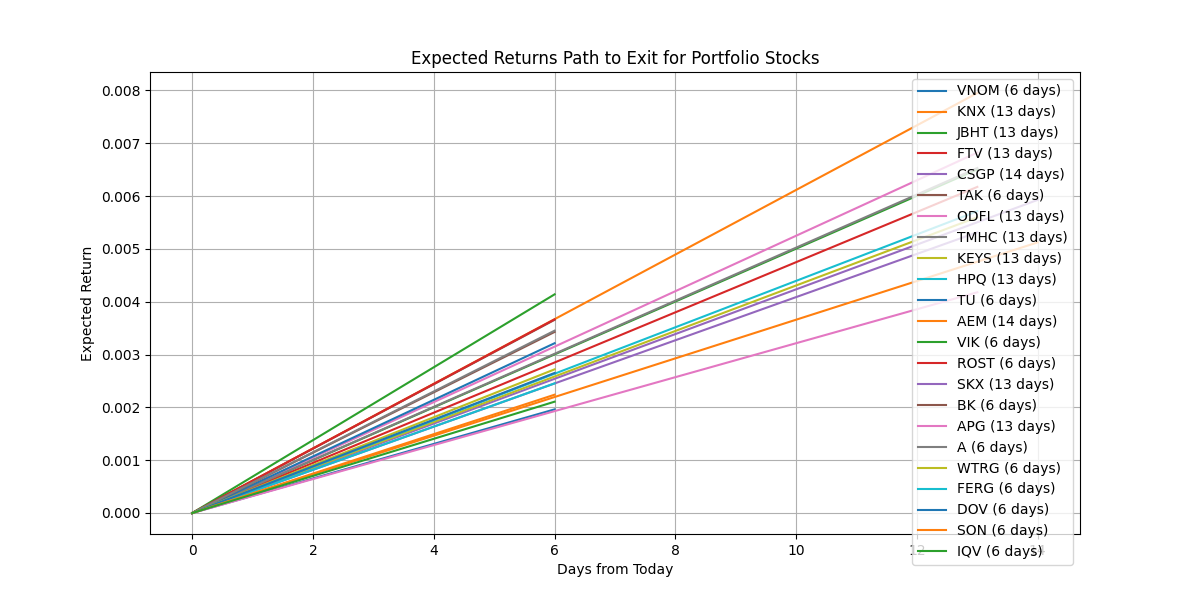 Expected Returns Path to Exit for Portfolio Stocks
Expected Return
0.008
0.007
0.006
0.005
0.004
0.003
0.002
0.001
0.000
0
2
4
6
8
10
12
14
Days from Today
VNOM (6 days)
KNX (13 days)
JBHT (13 days)
FTV (13 days)
CSGP (14 days)
TAK (6 days)
ODFL (13 days)
TMHC (13 days)
KEYS (13 days)
HPQ (13 days)
TU (6 days)
AEM (14 days)
VIK (6 days)
ROST (6 days)
SKX (13 days)
BK (6 days)
APG (13 days)
A (6 days)
WTRG (6 days)
FERG (6 days)
DOV (6 days)
SON (6 days)
IQV (6 days)